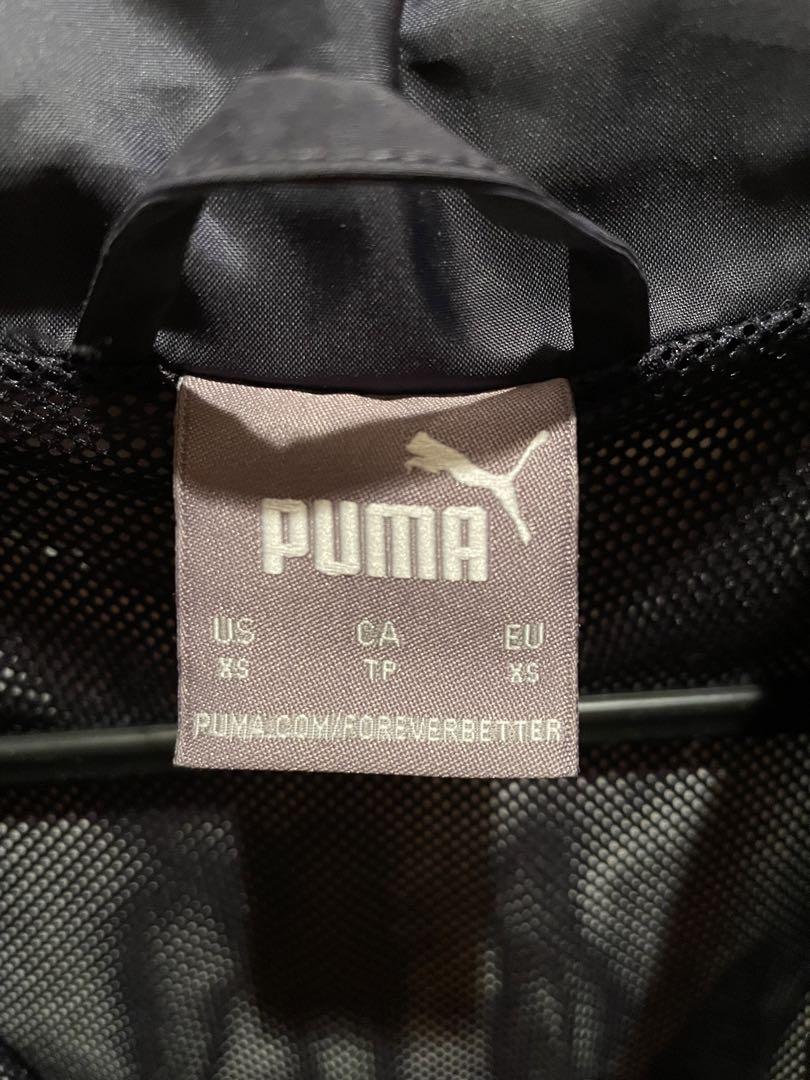 PUMA
US CA EU
XS TP XS
PUMA.COM/FOREVERBETTER